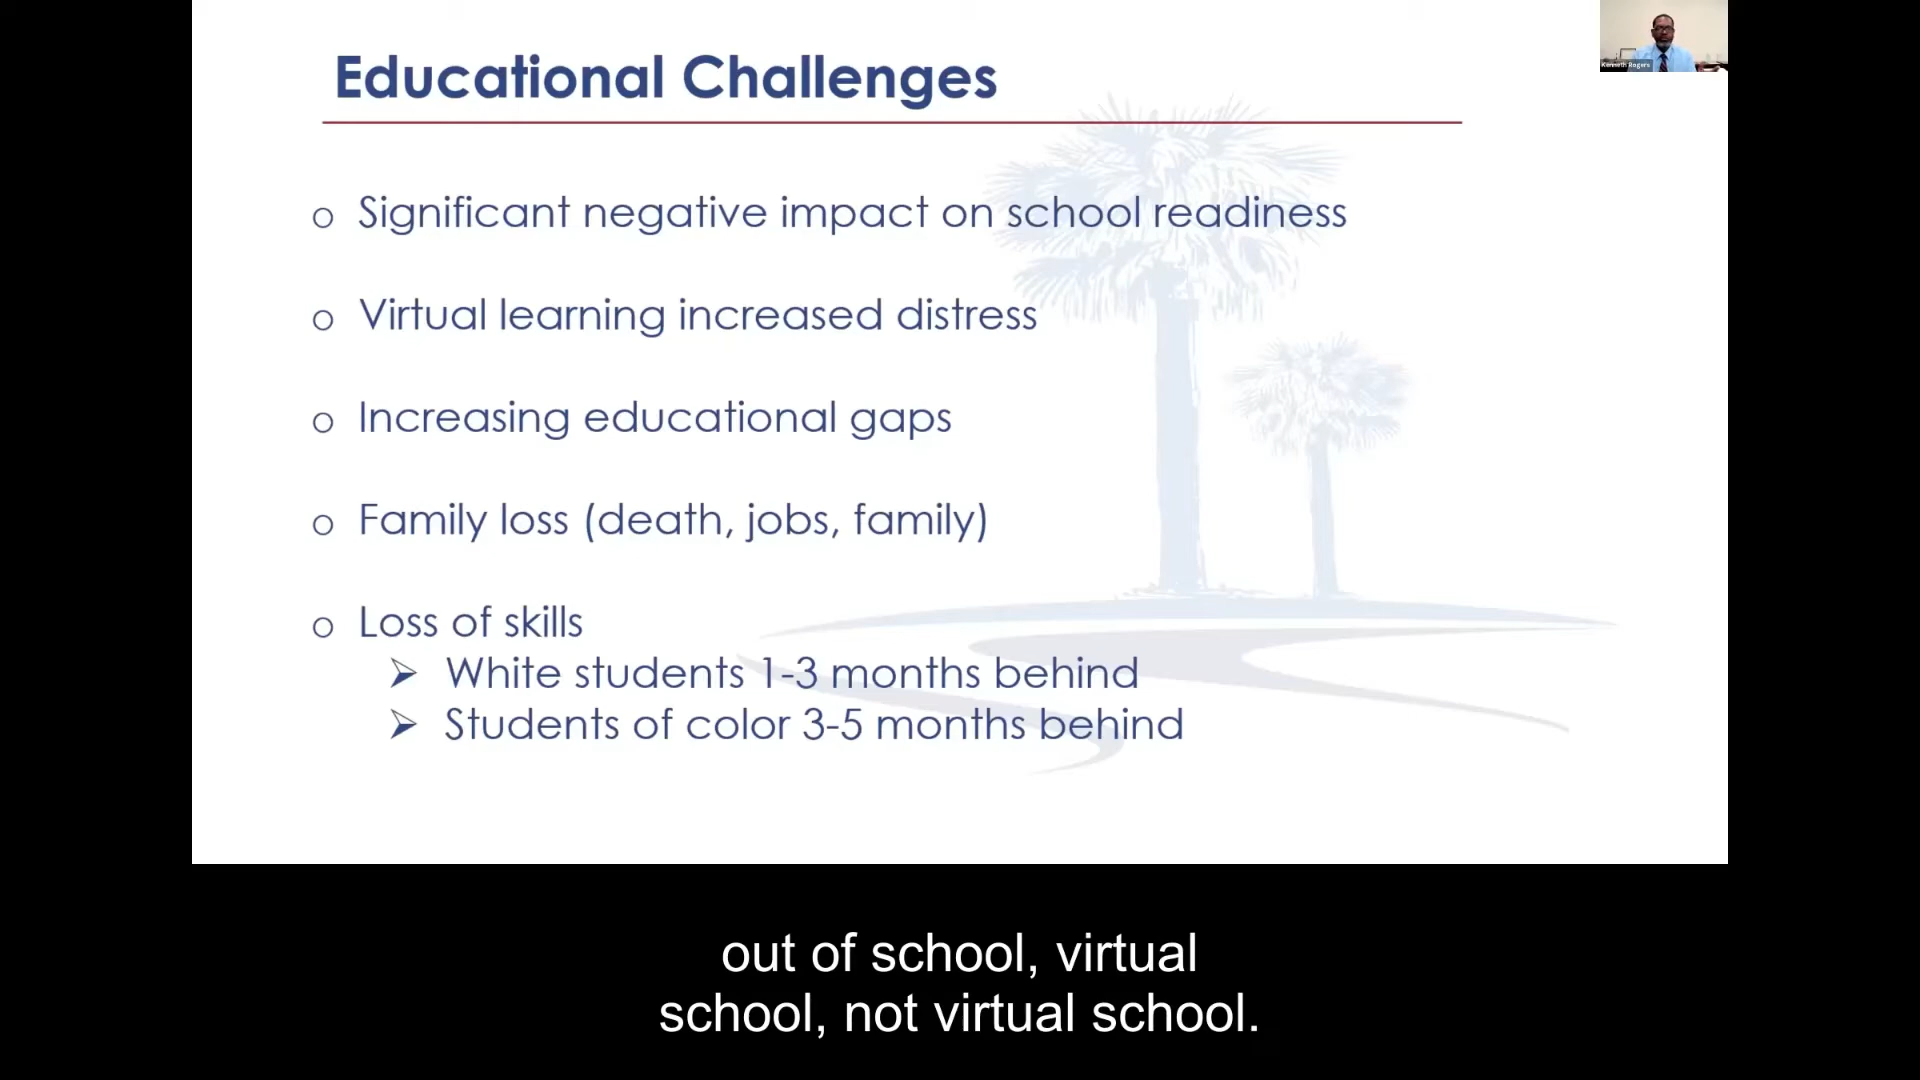 Educational Challenges
Kenneth Rogers
o Significant negative impact on school readiness
o Virtual learning increased distress
o Increasing educational gaps
o Family loss (death, jobs, family)
o Loss of skills
➢ White students 1-3 months behind
➢ Students of color 3-5 months behind
out of school, virtual
school, not virtual school.